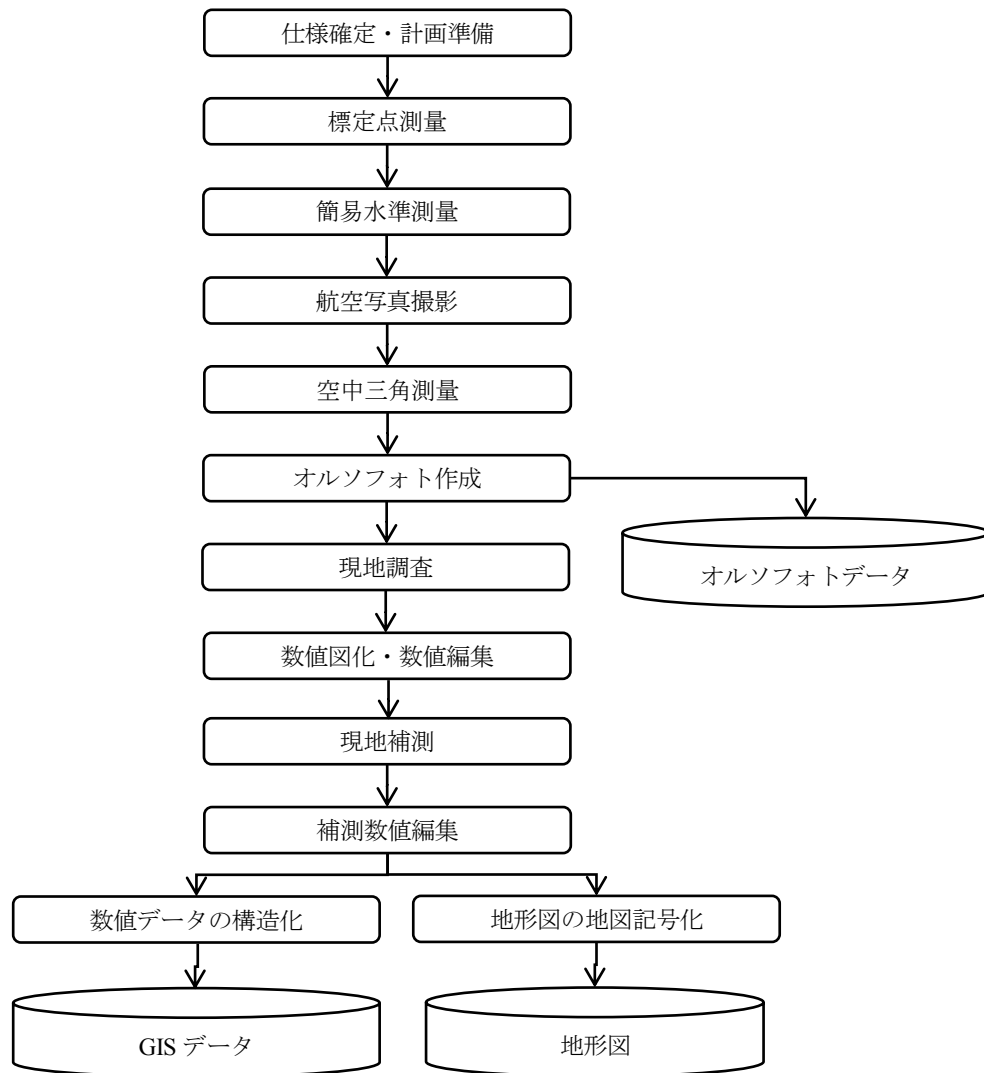 仕様確定・計画準備
標定点測量
簡易水準測量
航空写真撮影
空中三角測量
オルソフォト作成
オルソフォトデータ
現地調査
数値図化・数値編集
現地補測
補測数値編集
数値データの構造化
地形図の地図記号化
GIS データ
地形図